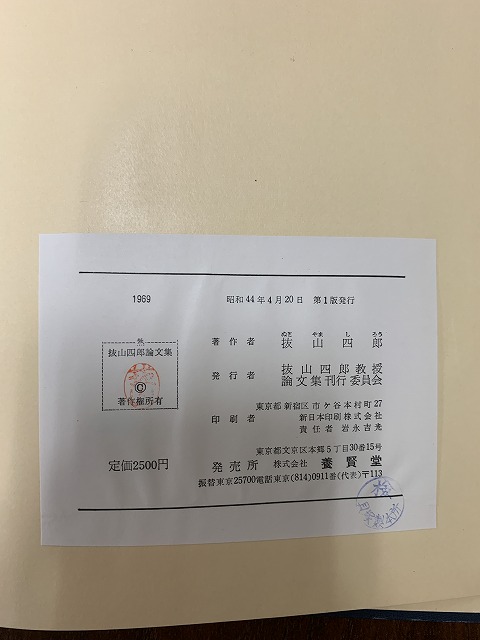 1969
昭和44年4月20日 第1版発行
熱
抜山四郎論文集
©
著作権所有
定価2500円
ぬき やま し ろう
著作者 抜山四郎
発行者 抜山四郎教授
論文集刊行委員会
東京都新宿区市ケ谷本村町27
印刷者 新日本印刷株式会社
責任者 岩永吉光
東京都文京区本郷5丁目30番15号
発売所 株式会社 養賢堂
振替東京25700電話東京(814)0911番(代表)〒113